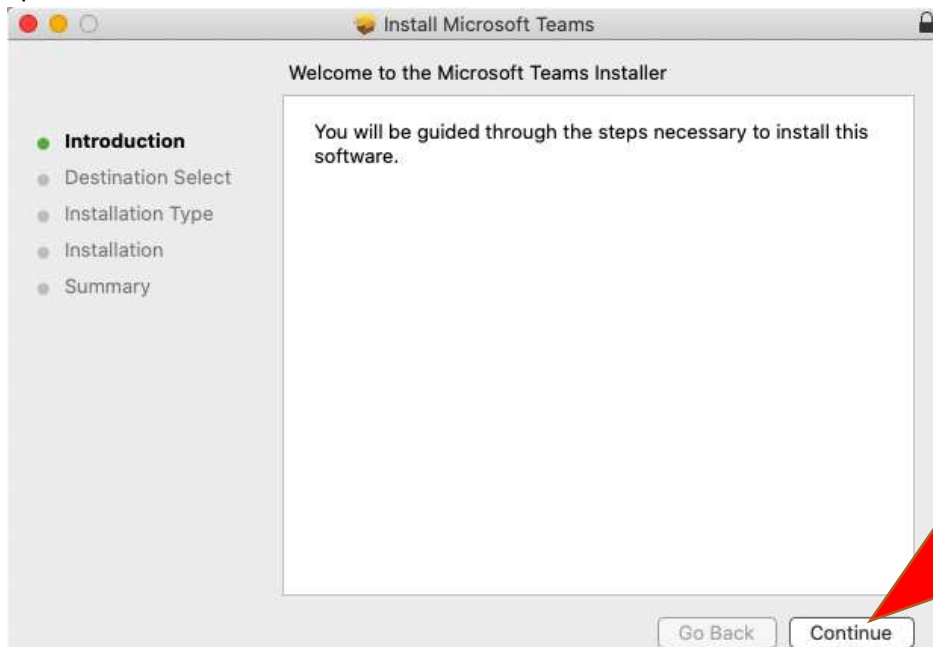 Install Microsoft Teams
Welcome to the Microsoft Teams Installer
Introduction
Destination Select
Installation Type
Installation
Summary
You will be guided through the steps necessary to install this
software.
Go Back
Continue